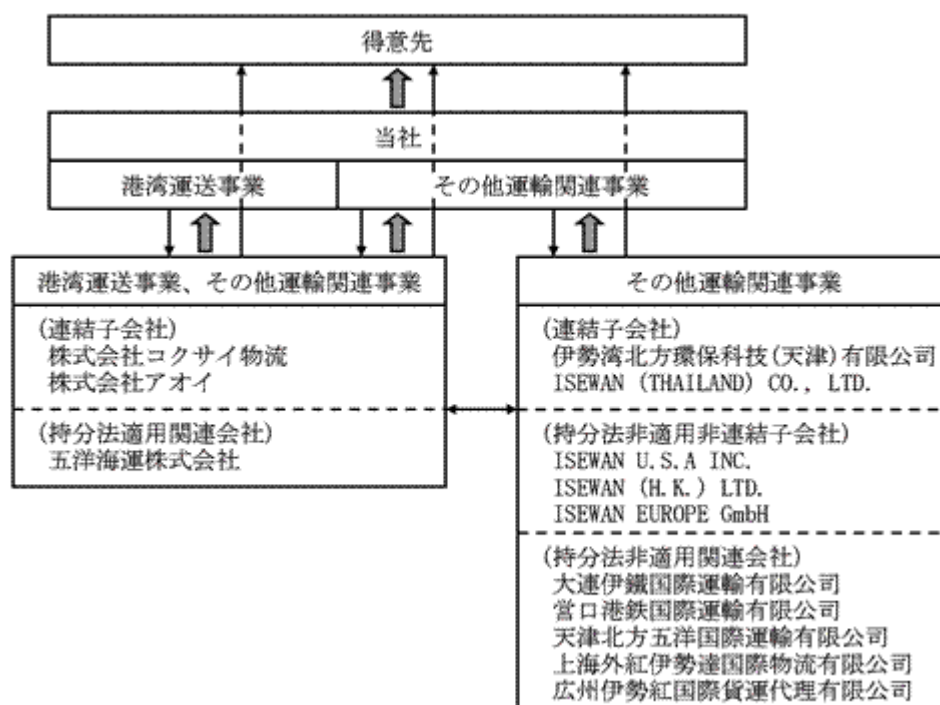 得意先
当社
港湾運送事業
その他運輸関連事業
港湾運送事業、その他運輸関連事業
(連結子会社)
株式会社コクサイ物流
株式会社アオイ
(持分法適用関連会社)
五洋海運株式会社
その他運輸関連事業
(連結子会社)
伊勢湾北方環保科技(天津)有限公司
ISEWAN (THAILAND) CO., LTD.
(持分法非適用非連結子会社)
ISEWAN U.S.A INC.
ISEWAN (H.K.) LTD.
ISEWAN EUROPE GmbH
(持分法非適用関連会社)
大連伊鐵国際運輸有限公司
営口港鉄国際運輸有限公司
天津北方五洋国際運輸有限公司
上海外紅伊勢達国際物流有限公司
広州伊勢紅国際貨運代理有限公司